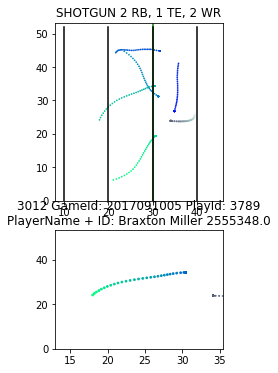 SHOTGUN 2 RB, 1 TE, 2 WR
50
40
30
20
10
0
10 20 30 40
3012 GameId: 2017091005 PlayId: 3789
PlayerName + ID: Braxton Miller 2555348.0
40
20
0
15 20 25 30 35